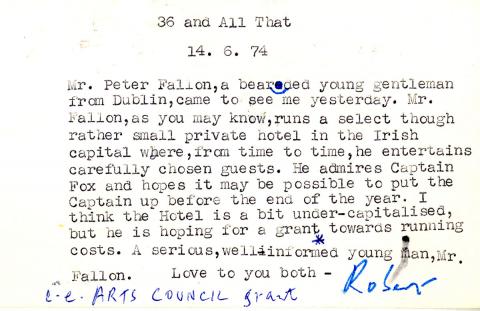 36 and All That
14. 6. 74
Mr. Peter Fallon,a beareded young gentleman
from Dublin,came to see me yesterday. Mr.
Fallon,as you may know,runs a select though
rather small private hotel in the Irish
capital where,from time to time,he entertains
carefully chosen guests. He admires Captain
Fox and hopes it may be possible to put the
Captain up before the end of the year. I
think the Hotel is a bit under-capitalised,
but he is hoping for a grant* towards running
costs. A serious,well-informed young man,Mr.
Fallon. Love to you both - Robert
i.e. ARTS COUNCIL grant